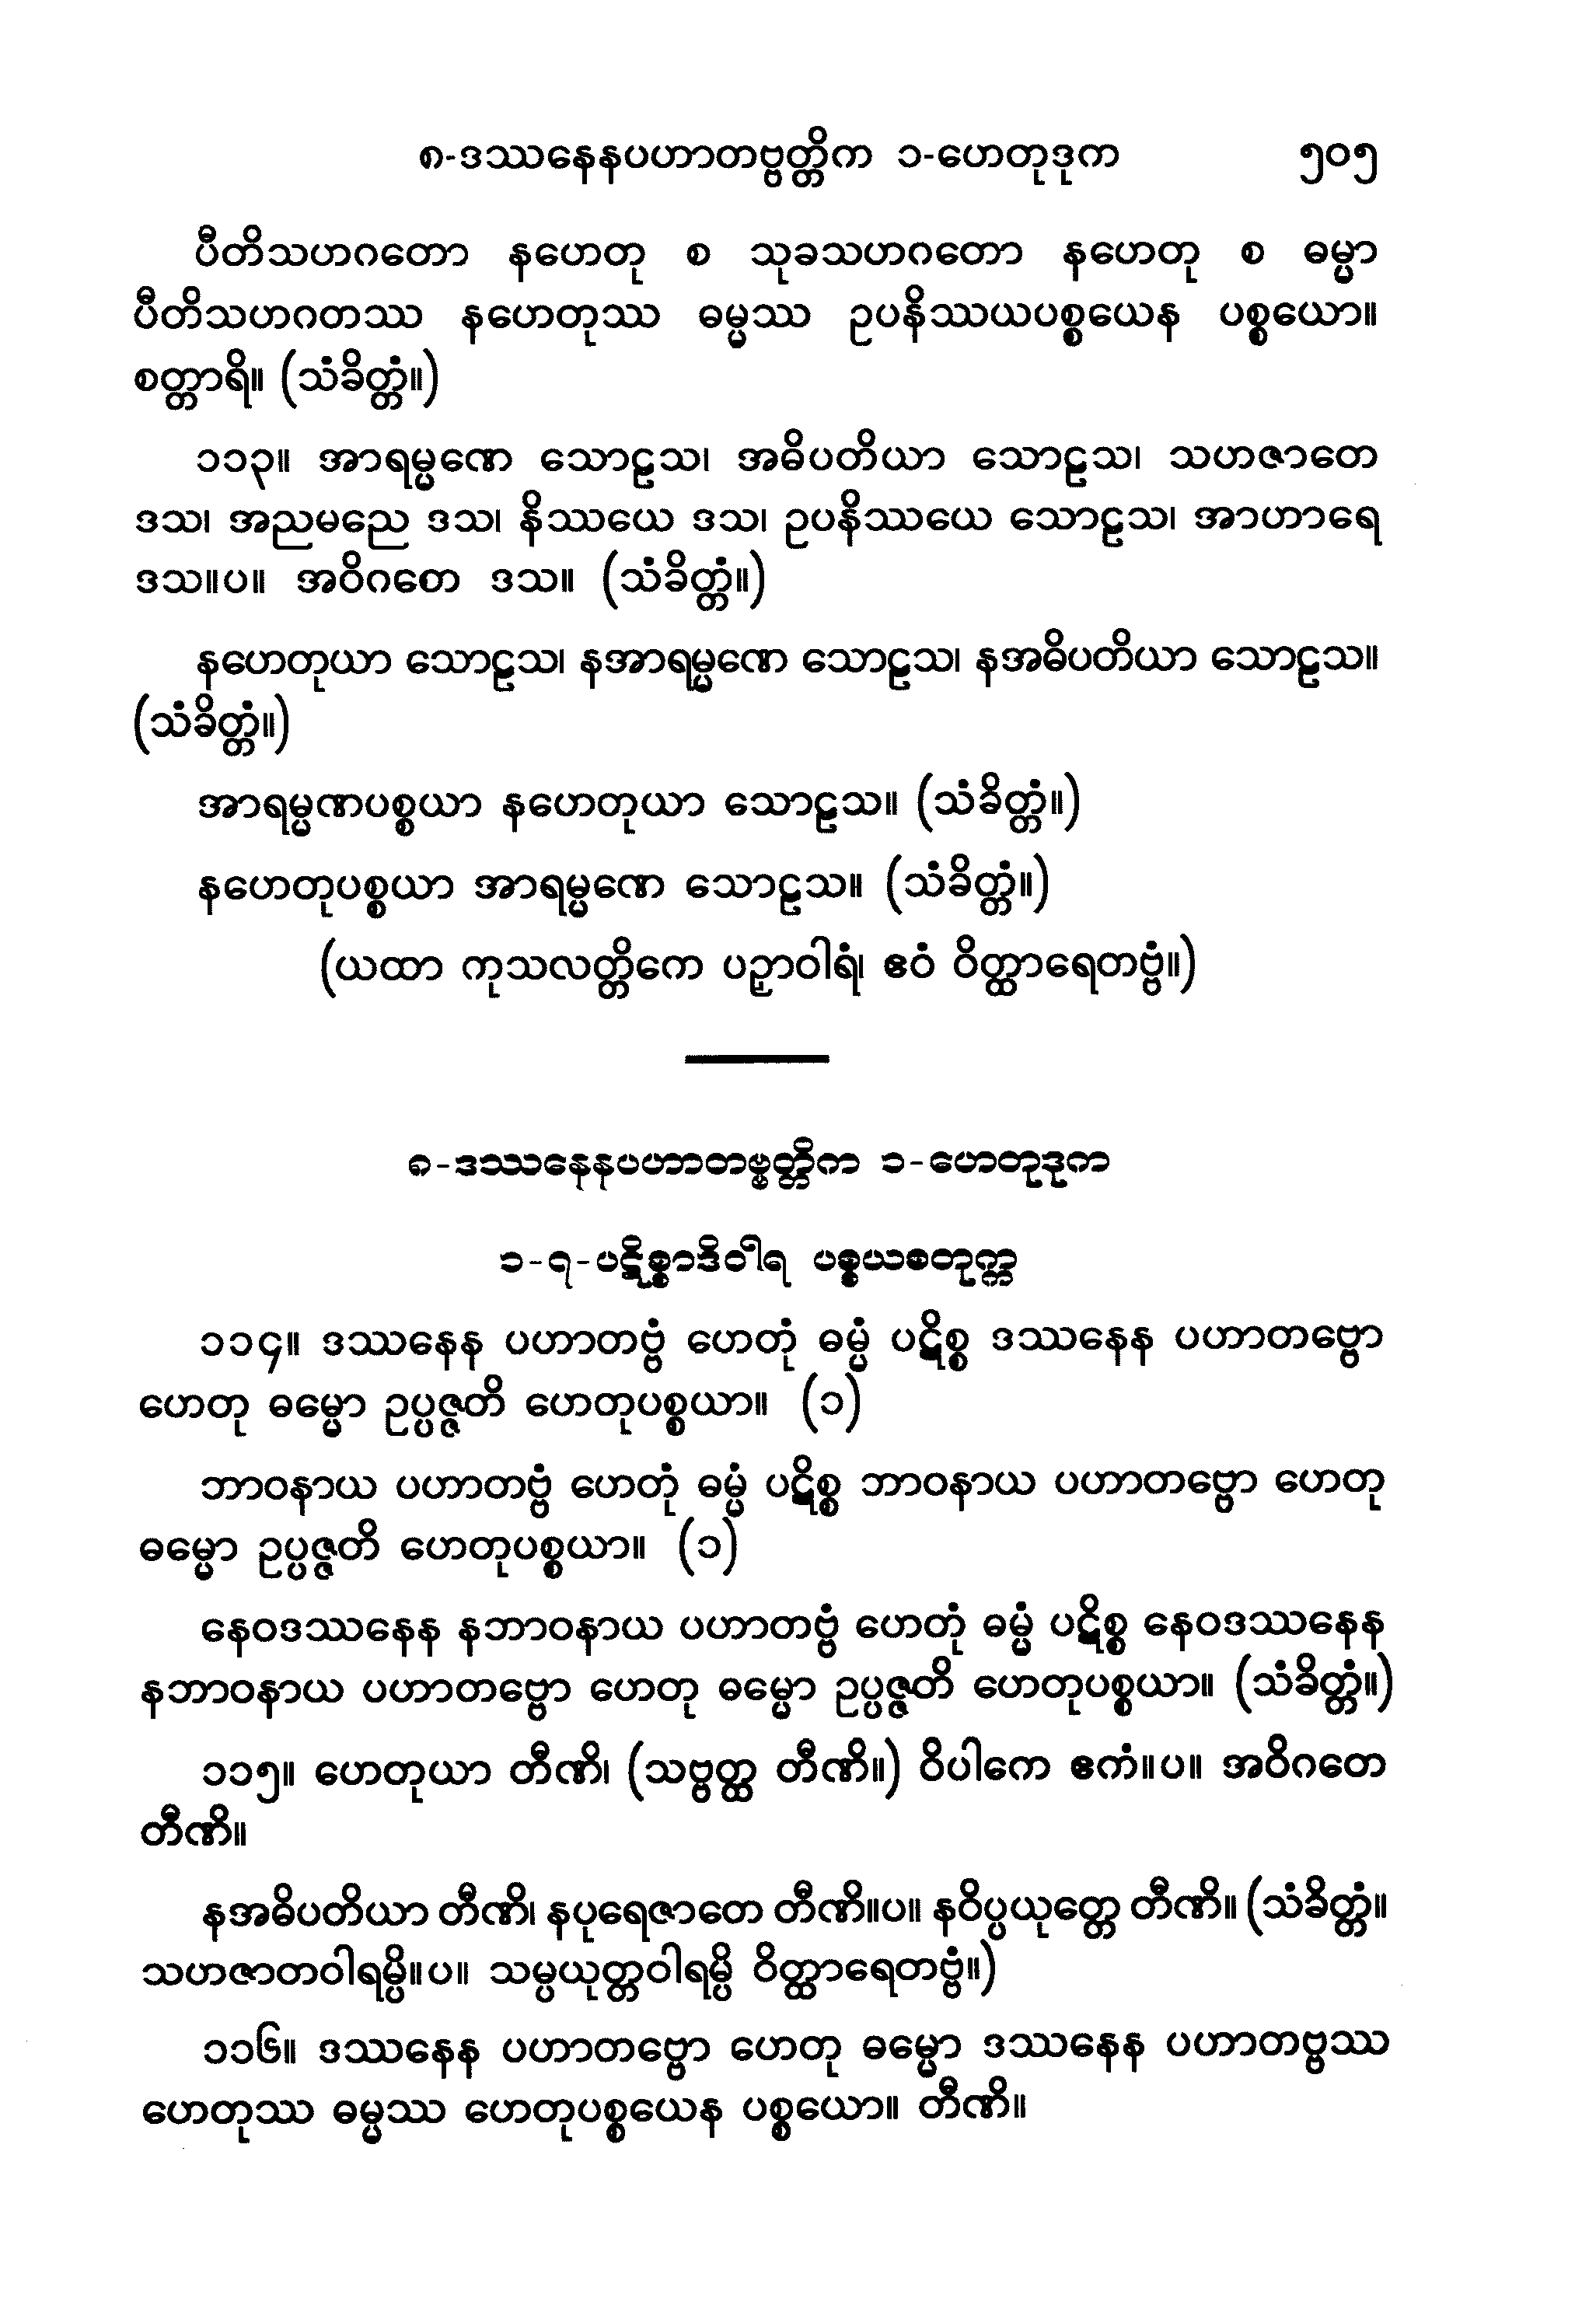 ၈-ဒဿနေနပဟာတဗ္ဗတ္တိက ၁-ဟေတုဒုက ၅၀၅
ပီတိသဟဂတော နဟေတု စ သုခသဟဂတော နဟေတု စ ဓမ္မာ
ပီတိသဟဂတဿ နဟေတုဿ ဓမ္မဿ ဥပနိဿယပစ္စယေန ပစ္စယော။
စတ္တာရိ။ (သံခိတ္တံ။)
၁၁၃။ အာရမ္မဏေ သောဠသ၊ အဓိပတိယာ သောဠသ၊ သဟဇာတေ
ဒသ၊ အညမညေ ဒသ၊ နိဿယေ ဒသ၊ ဥပနိဿယေ သောဠသ၊ အာဟာရေ
ဒသ။ပ။ အဝိဂတေ ဒသ။ (သံခိတ္တံ။)
နဟေတုယာ သောဠသ၊ နအာရမ္မဏေ သောဠသ၊ နအဓိပတိယာ သောဠသ။
(သံခိတ္တံ။)
အာရမ္မဏပစ္စယာ နဟေတုယာ သောဠသ။ (သံခိတ္တံ။)
နဟေတုပစ္စယာ အာရမ္မဏေ သောဠသ။ (သံခိတ္တံ။)
(ယထာ ကုသလတ္တိကေ ပဉှာဝါရံ၊ ဧဝံ ဝိတ္ထာရေတဗ္ဗံ။)
၈-ဒဿနေနပဟာတဗ္ဗတ္တိက ၁-ဟေတုဒုက
၁-၇-ပဋိစ္စာဒိဝါရ ပစ္စယစတုက္က
၁၁၄။ ဒဿနေန ပဟာတဗ္ဗံ ဟေတုံ ဓမ္မံ ပဋိစ္စ ဒဿနေန ပဟာတဗ္ဗော
ဟေတု ဓမ္မော ဥပ္ပဇ္ဇတိ ဟေတုပစ္စယာ။ (၁)
ဘာဝနာယ ပဟာတဗ္ဗံ ဟေတုံ ဓမ္မံ ပဋိစ္စ ဘာဝနာယ ပဟာတဗ္ဗော ဟေတု
ဓမ္မော ဥပ္ပဇ္ဇတိ ဟေတုပစ္စယာ။ (၁)
နေဝဒဿနေန နဘာဝနာယ ပဟာတဗ္ဗံ ဟေတုံ ဓမ္မံ ပဋိစ္စ နေဝဒဿနေန
နဘာဝနာယ ပဟာတဗ္ဗော ဟေတု ဓမ္မော ဥပ္ပဇ္ဇတိ ဟေတုပစ္စယာ။ (သံခိတ္တံ။)
၁၁၅။ ဟေတုယာ တီဏိ၊ (သဗ္ဗတ္ထ တီဏိ။) ဝိပါကေ ဧကံ။ပ။ အဝိဂတေ
တီဏိ။
နအဓိပတိယာ တီဏိ၊ နပုရေဇာတေ တီဏိ။ပ။ နဝိပ္ပယုတ္တေ တီဏိ။ (သံခိတ္တံ။
သဟဇာတဝါရမ္ပိ။ပ။ သမ္ပယုတ္တဝါရမ္ပိ ဝိတ္ထာရေတဗ္ဗံ။)
၁၁၆။ ဒဿနေန ပဟာတဗ္ဗော ဟေတု ဓမ္မော ဒဿနေန ပဟာတဗ္ဗဿ
ဟေတုဿ ဓမ္မဿ ဟေတုပစ္စယေန ပစ္စယော။ တီဏိ။